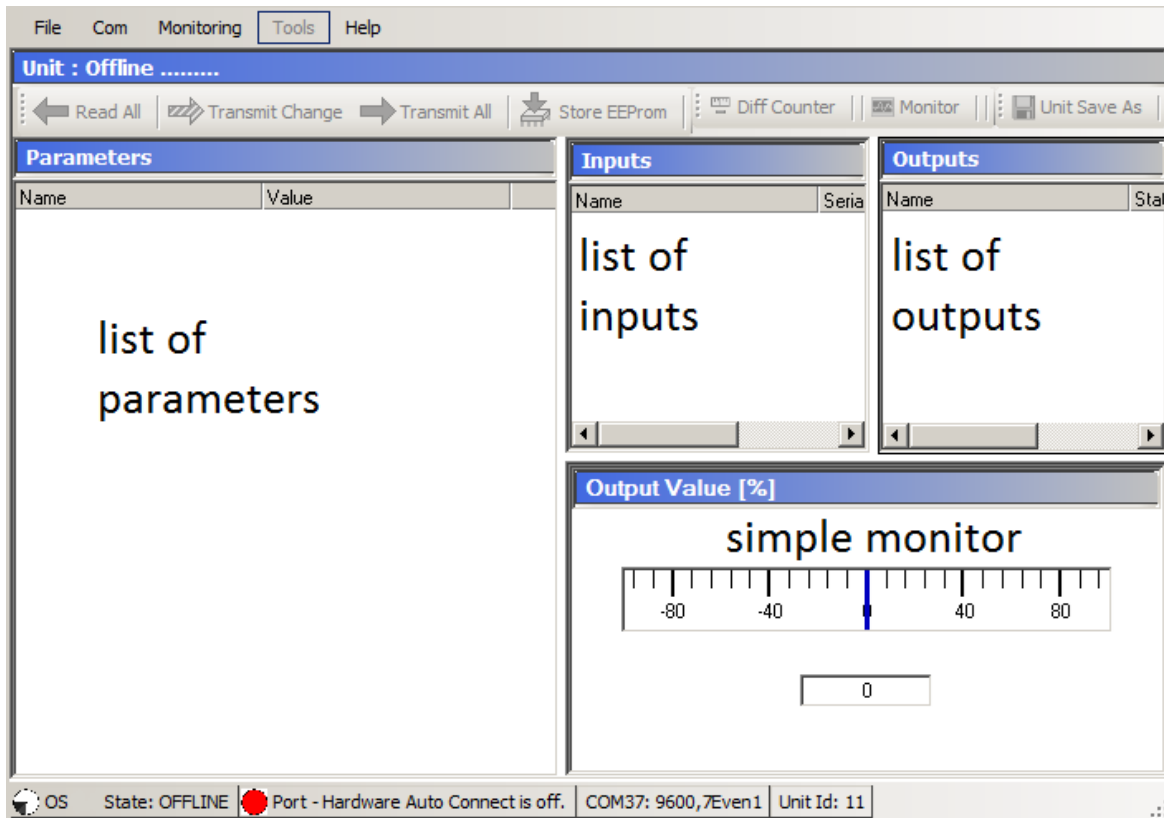 File Com Monitoring Tools Help
Unit : Offline .........
Read All Transmit Change Transmit All Store EEProm Diff Counter Monitor Unit Save As
Parameters
Name Value
list of
parameters
Inputs
Name Seria
list of
inputs
Outputs
Name Stat
list of
outputs
Output Value [%]
simple monitor
-80 -40 0 40 80
0
OS State: OFFLINE Port - Hardware Auto Connect is off. COM37: 9600,7Even1 Unit Id: 11